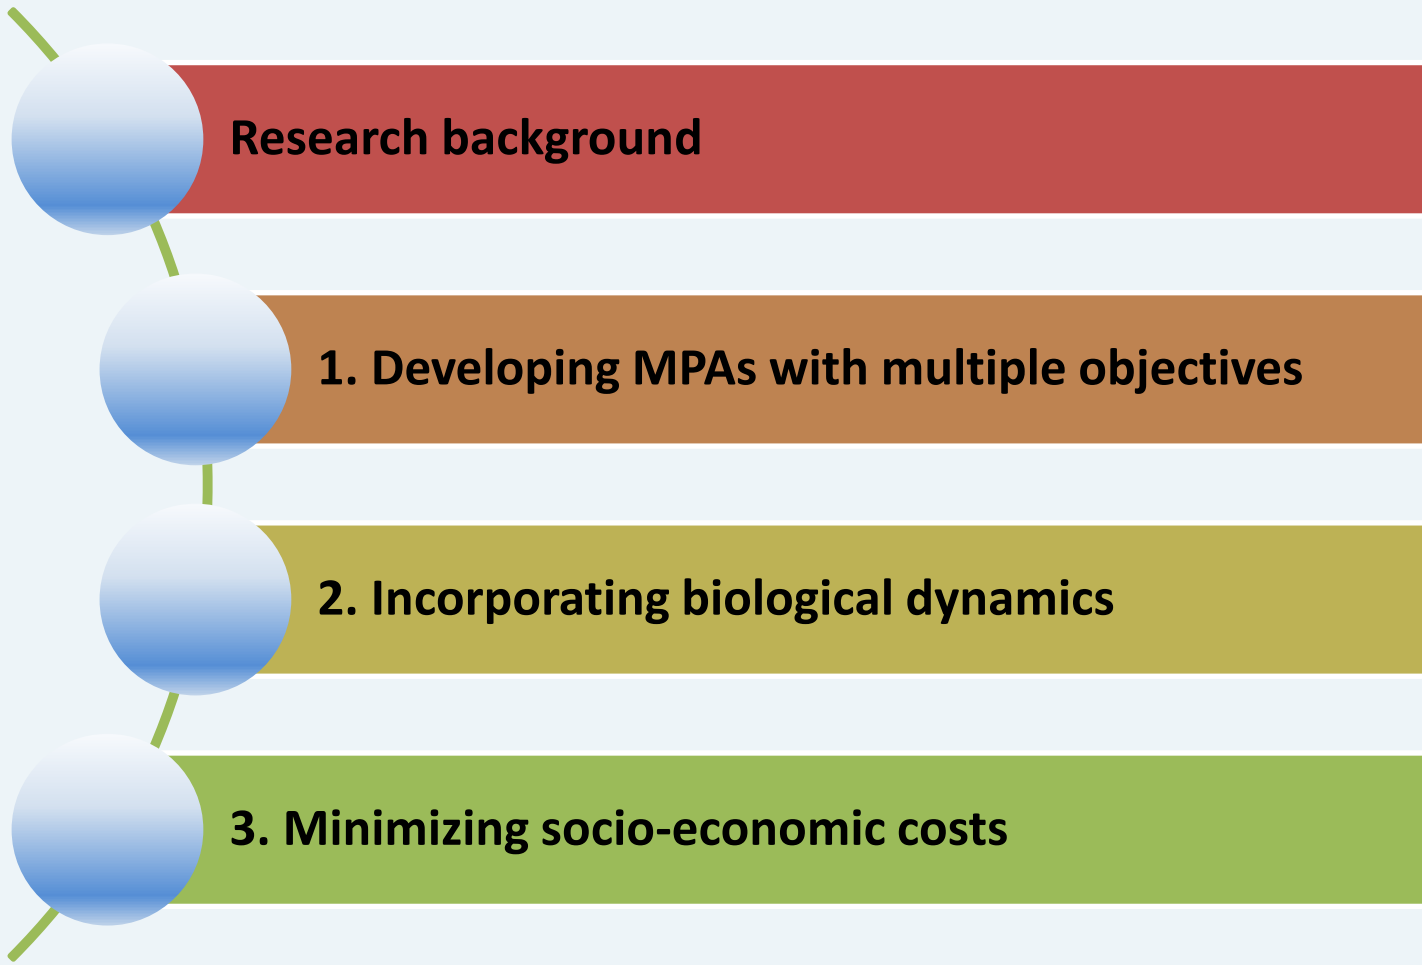 Research background
1. Developing MPAs with multiple objectives
2. Incorporating biological dynamics
3. Minimizing socio-economic costs